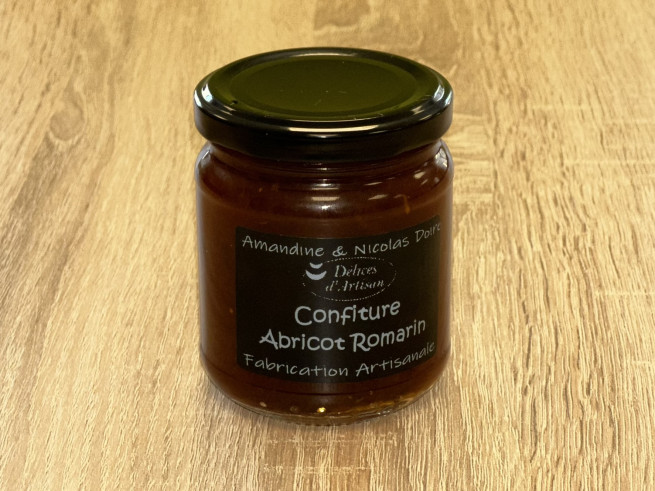 Amandine & Nicolas
Délices
d'Artisan
Confiture
Abricot Romarin
Fabrication Artisanale